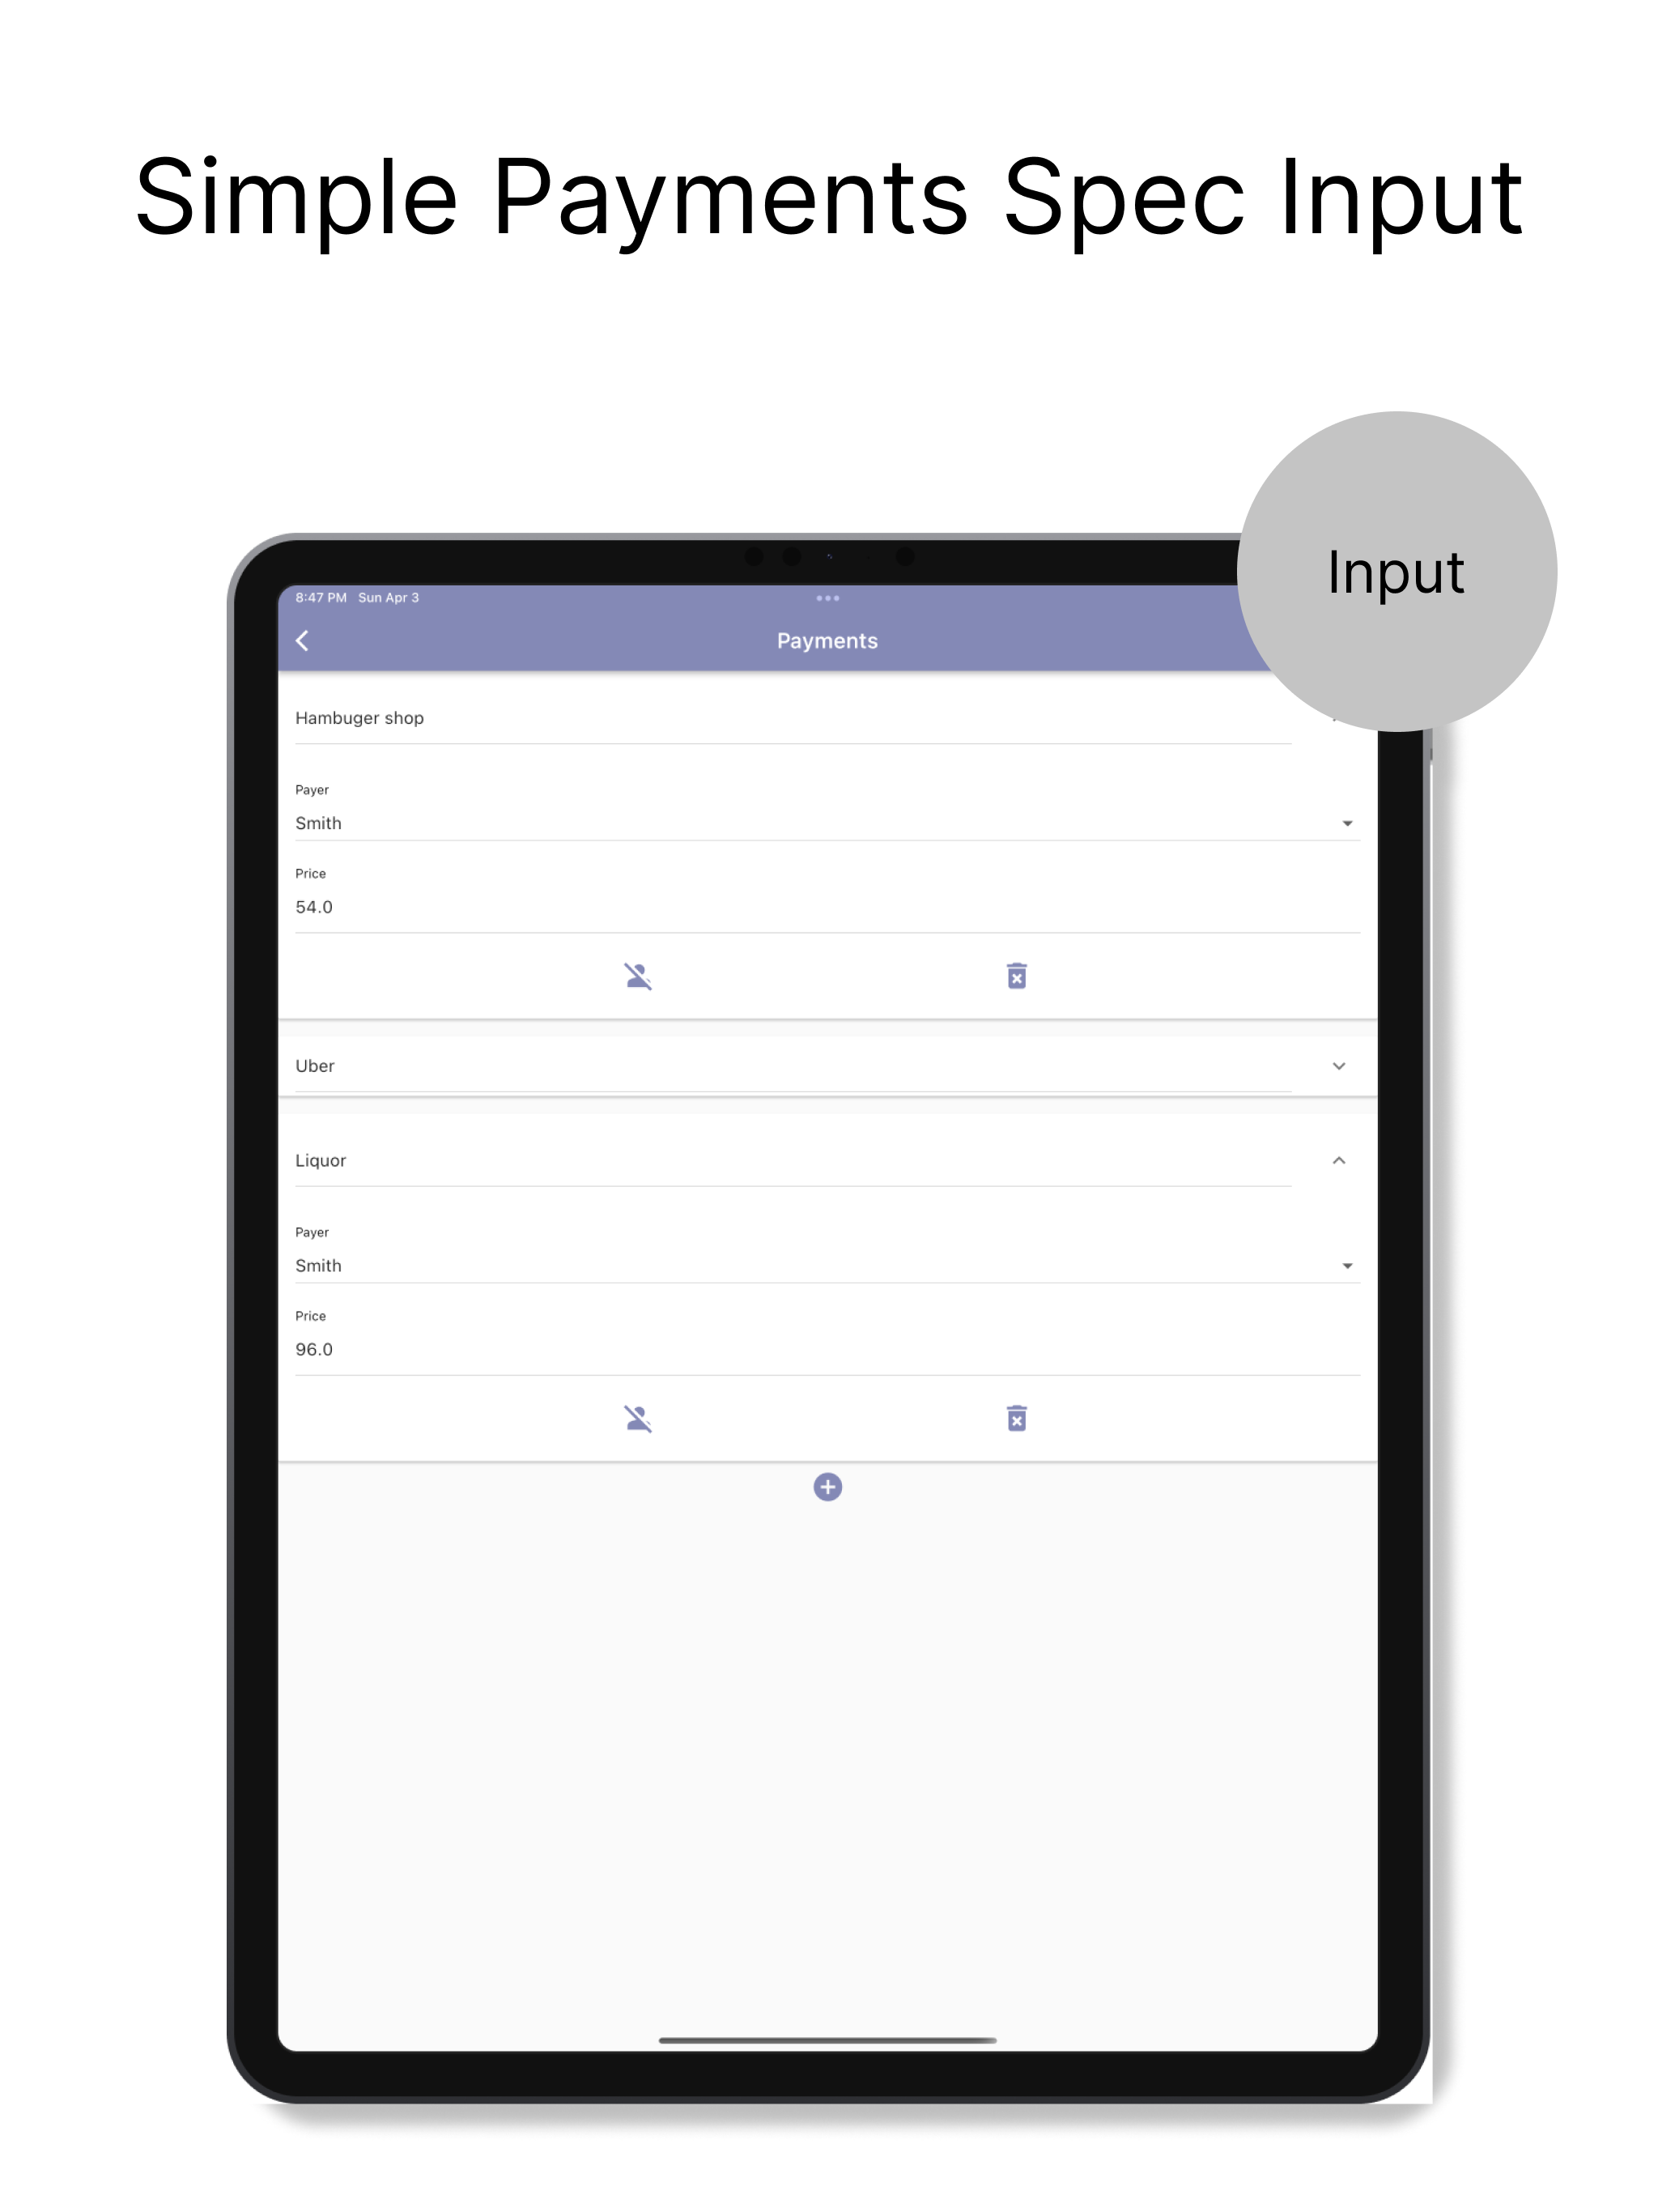 Simple Payments Spec Input
Input
8:47 PM Sun Apr 3
Payments
Hambuger shop
Payer
Smith
Price
54.0
Uber
Liquor
Payer
Smith
Price
96.0